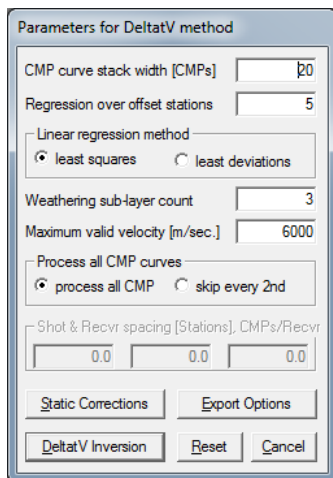 Parameters for DeltatV method
CMP curve stack width [CMPs] 20
Regression over offset stations 5
Linear regression method
least squares least deviations
Weathering sub-layer count 3
Maximum valid velocity [m/sec.] 6000
Process all CMP curves
process all CMP skip every 2nd
Shot & Recvr spacing [Stations], CMPs/Recvr
0.0 0.0 0.0
Static Corrections Export Options
DeltatV Inversion Reset Cancel